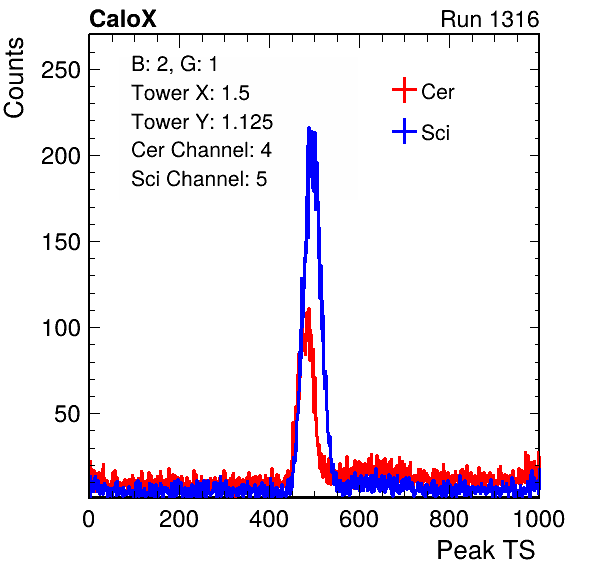 CaloX
Run 1316
Counts
B: 2, G: 1
Tower X: 1.5
Tower Y: 1.125
Cer Channel: 4
Sci Channel: 5
Cer
Sci
250
200
150
100
50
0 200 400 600 800 1000
Peak TS